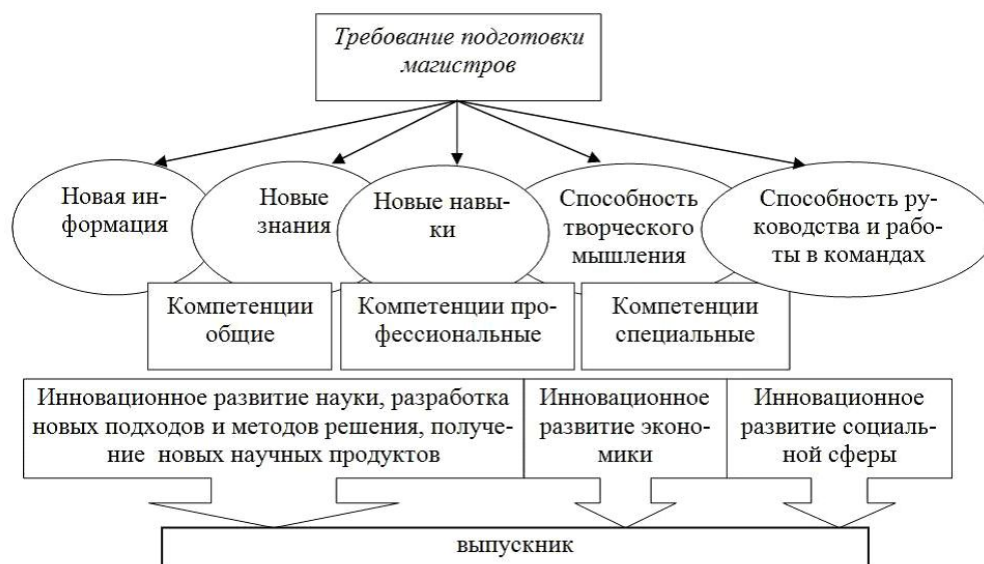 Требование подготовки
магистров
Новая ин-
формация
Новые
знания
Новые навы-
ки
Способность
творческого
мышления
Способность ру-
ководства и рабо-
ты в командах
Компетенции
общие
Компетенции про-
фессиональные
Компетенции
специальные
Инновационное развитие науки, разработка
новых подходов и методов решения, получе-
ние новых научных продуктов
Инновационное
развитие эконо-
мики
Инновационное
развитие социаль-
ной сферы
выпускник